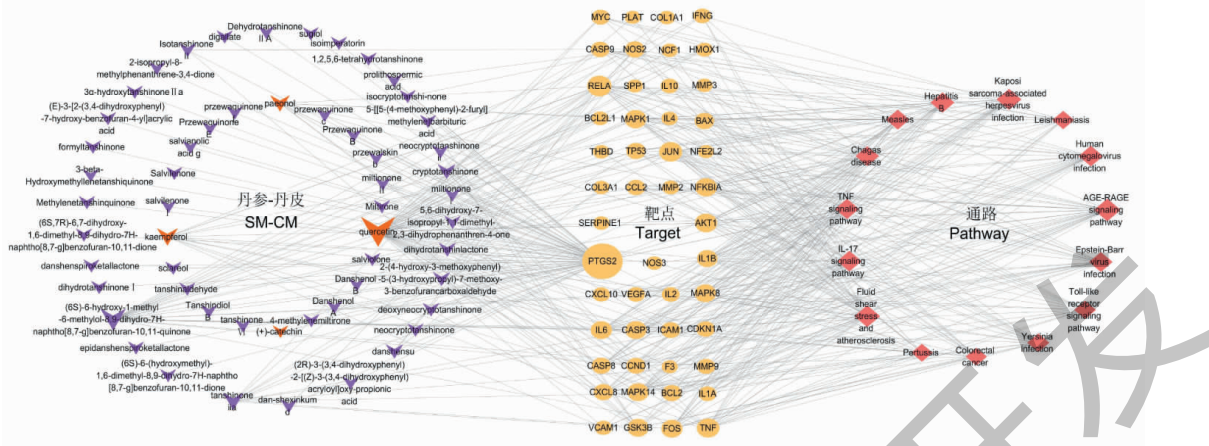 Dehydrotanshinone
II A
sugiol
digallate
isoimperatorin
Isotanshinone
II
1,2,5,6-tetrahydrotanshinone
2-isopropyl-8-
methylphenanthrene-3,4-dione
prolithospermic
acid
3α-hydroxytanshinoneⅡa
isocryptotanshi-none
(E)-3-[2-(3,4-dihydroxyphenyl)
-7-hydroxy-benzofuran-4-yl]acrylic
acid
przewaquinone
paeonol
przewaquinone
c
5-[[5-(4-methoxyphenyl)-2-furyl]
methylene]barbituric
acid
Przewaquinone
E
Przewaquinone
B
salvianolic
acid g
formyltanshinone
przewalskin
neocryptotanshinone
ii
3-beta-
Hydroxymethyllenetanshiquinone
Salvilenone
cryptotanshinone
miltionone
miltionone
Methylenetanshinquinone
salvilenone
丹参-丹皮
SM-CM
Miltirone
5,6-dihydroxy-7-
isopropyl-1,1-dimethyl-
2,3-dihydrophenanthren-4-one
(6S,7R)-6,7-dihydroxy-
1,6-dimethyl-8,9-dihydro-7H-
naphtho[8,7-g]benzofuran-10,11-dione
kaempferol
quercetin
dihydrotanshinlactone
danshenspiroketallactone
sclareol
salvilone
2-(4-hydroxy-3-methoxyphenyl)
-5-(3-hydroxypropyl)-7-methoxy-
3-benzofurancarboxaldehyde
dihydrotanshinoneⅠ
tanshinaldehyde
Danshenol
B
(6S)-6-hydroxy-1-methyl
-6-methylol-8,9-dihydro-7H-
naphtho[8,7-g]benzofuran-10,11-quinone
Tanshindiol
B
Danshenol
A
deoxyneocryptotanshinone
tanshinone
VI
4-methylenemiltirone
(+)-catechin
neocryptotanshinone
epidanshenspiroketallactone
danshensu
(6S)-6-(hydroxymethyl)-
1,6-dimethyl-8,9-dihydro-7H-naphtho
[8,7-g]benzofuran-10,11-dione
(2R)-3-(3,4-dihydroxyphenyl)
-2-[(Z)-3-(3,4-dihydroxyphenyl)
acryloyl]oxy-propionic
acid
tanshinone
iia
dan-shexinkum
d
MYC PLAT COL1A1 IFNG
CASP9 NOS2 NCF1 HMOX1
RELA SPP1 IL10 MMP3
BCL2L1 MAPK1 IL4 BAX
THBD TP53 JUN NFE2L2
COL3A1 CCL2 MMP2 NFKBIA
SERPINE1 靶点 AKT1
Target
PTGS2 NOS3 IL1B
CXCL10 VEGFA IL2 MAPK8
IL6 CASP3 ICAM1 CDKN1A
CASP8 CCND1 F3 MMP9
CXCL8 MAPK14 BCL2 IL1A
VCAM1 GSK3B FOS TNF
Kaposi
sarcoma-associated
herpesvirus
infection
Hepatitis
B
Leishmaniasis
Measles
Chagas
disease
Human
cytomegalovirus
infection
TNF
signaling
pathway
通路
Pathway
AGE-RAGE
signaling
pathway
IL-17
signaling
pathway
Epstein-Barr
virus
infection
Fluid
shear
stress
and
atherosclerosis
Toll-like
receptor
signaling
pathway
Yersinia
infection
Pertussis
Colorectal
cancer
开发